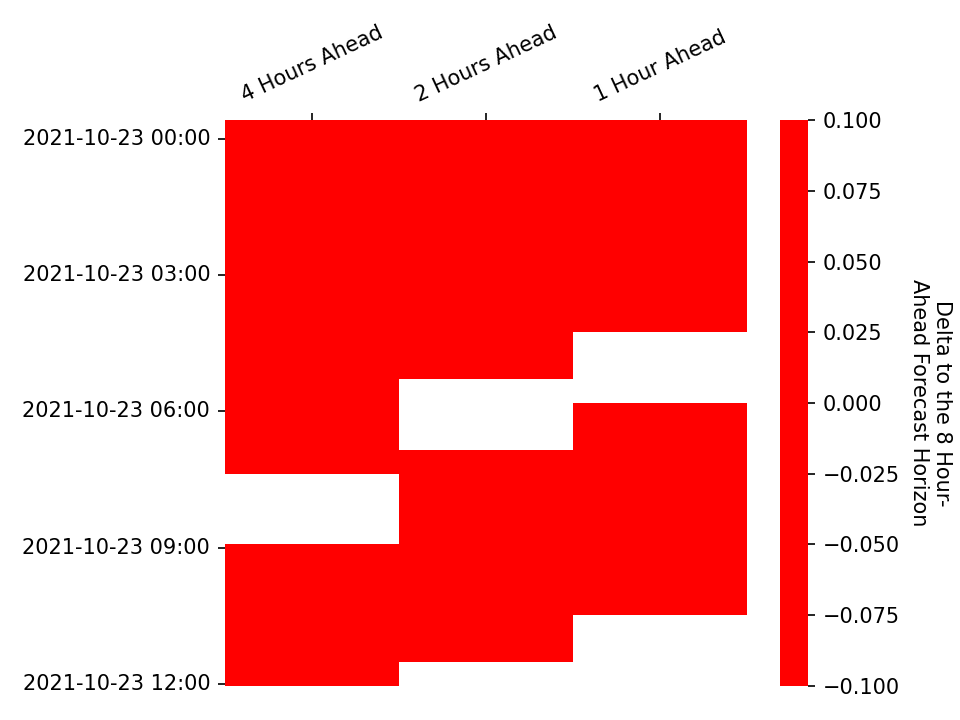 4 Hours Ahead
2 Hours Ahead
1 Hour Ahead
2021-10-23 00:00
2021-10-23 03:00
2021-10-23 06:00
2021-10-23 09:00
2021-10-23 12:00
0.100
0.075
0.050
0.025
0.000
−0.025
−0.050
−0.075
−0.100
Delta to the 8 Hour-
Ahead Forecast Horizon